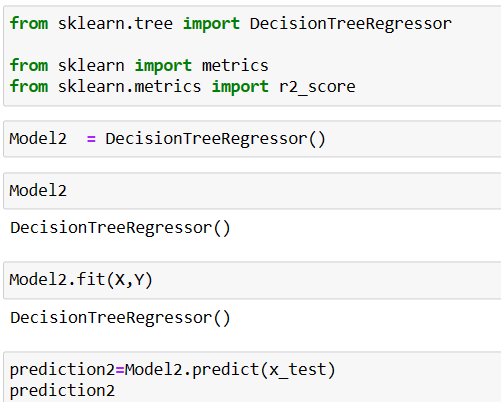 from sklearn.tree import DecisionTreeRegressor
from sklearn import metrics
from sklearn.metrics import r2_score
Model2  = DecisionTreeRegressor()
Model2
DecisionTreeRegressor()
Model2.fit(X,Y)
DecisionTreeRegressor()
prediction2=Model2.predict(x_test)
prediction2